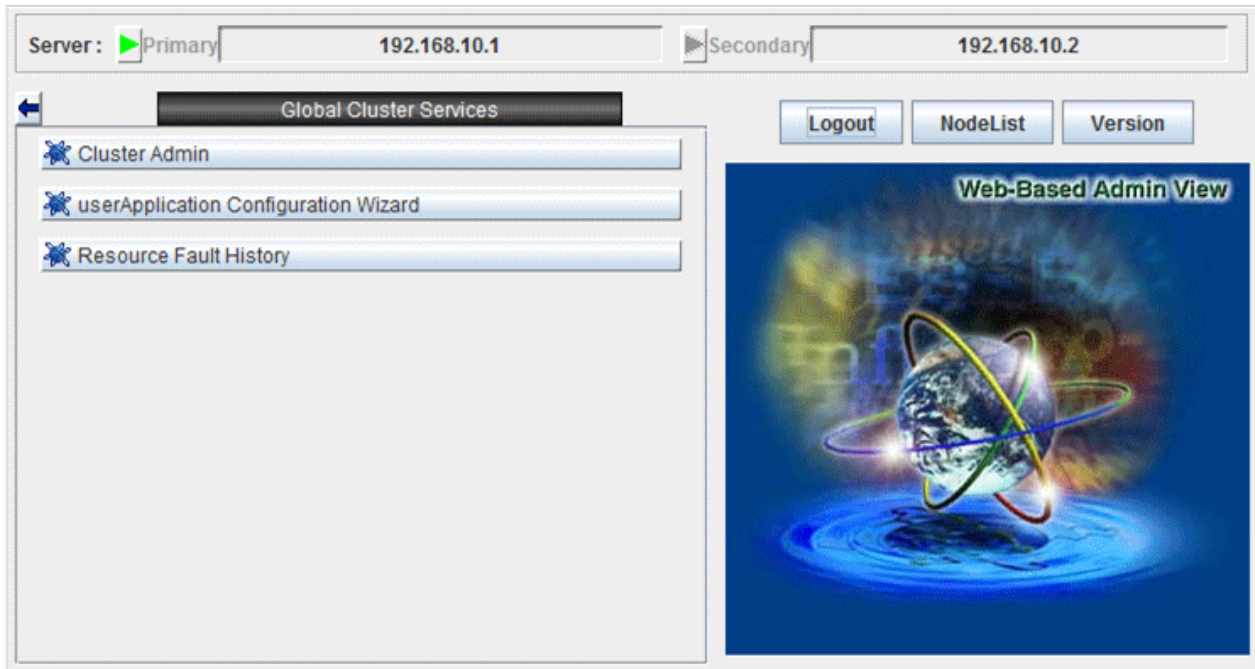 Server : Primary 192.168.10.1 Secondary 192.168.10.2
Global Cluster Services
Logout NodeList Version
Cluster Admin
userApplication Configuration Wizard
Resource Fault History
Web-Based Admin View